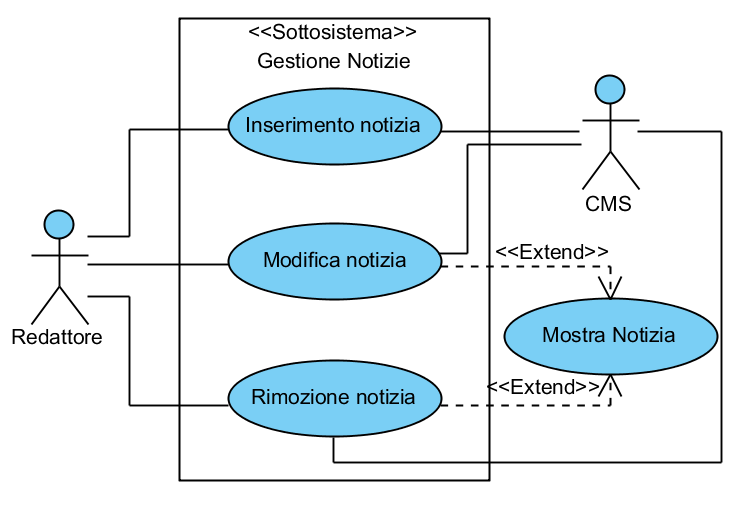 <<Sottosistema>>
Gestione Notizie
Inserimento notizia
CMS
Modifica notizia
<<Extend>>
Redattore
Mostra Notizia
<<Extend>>
Rimozione notizia